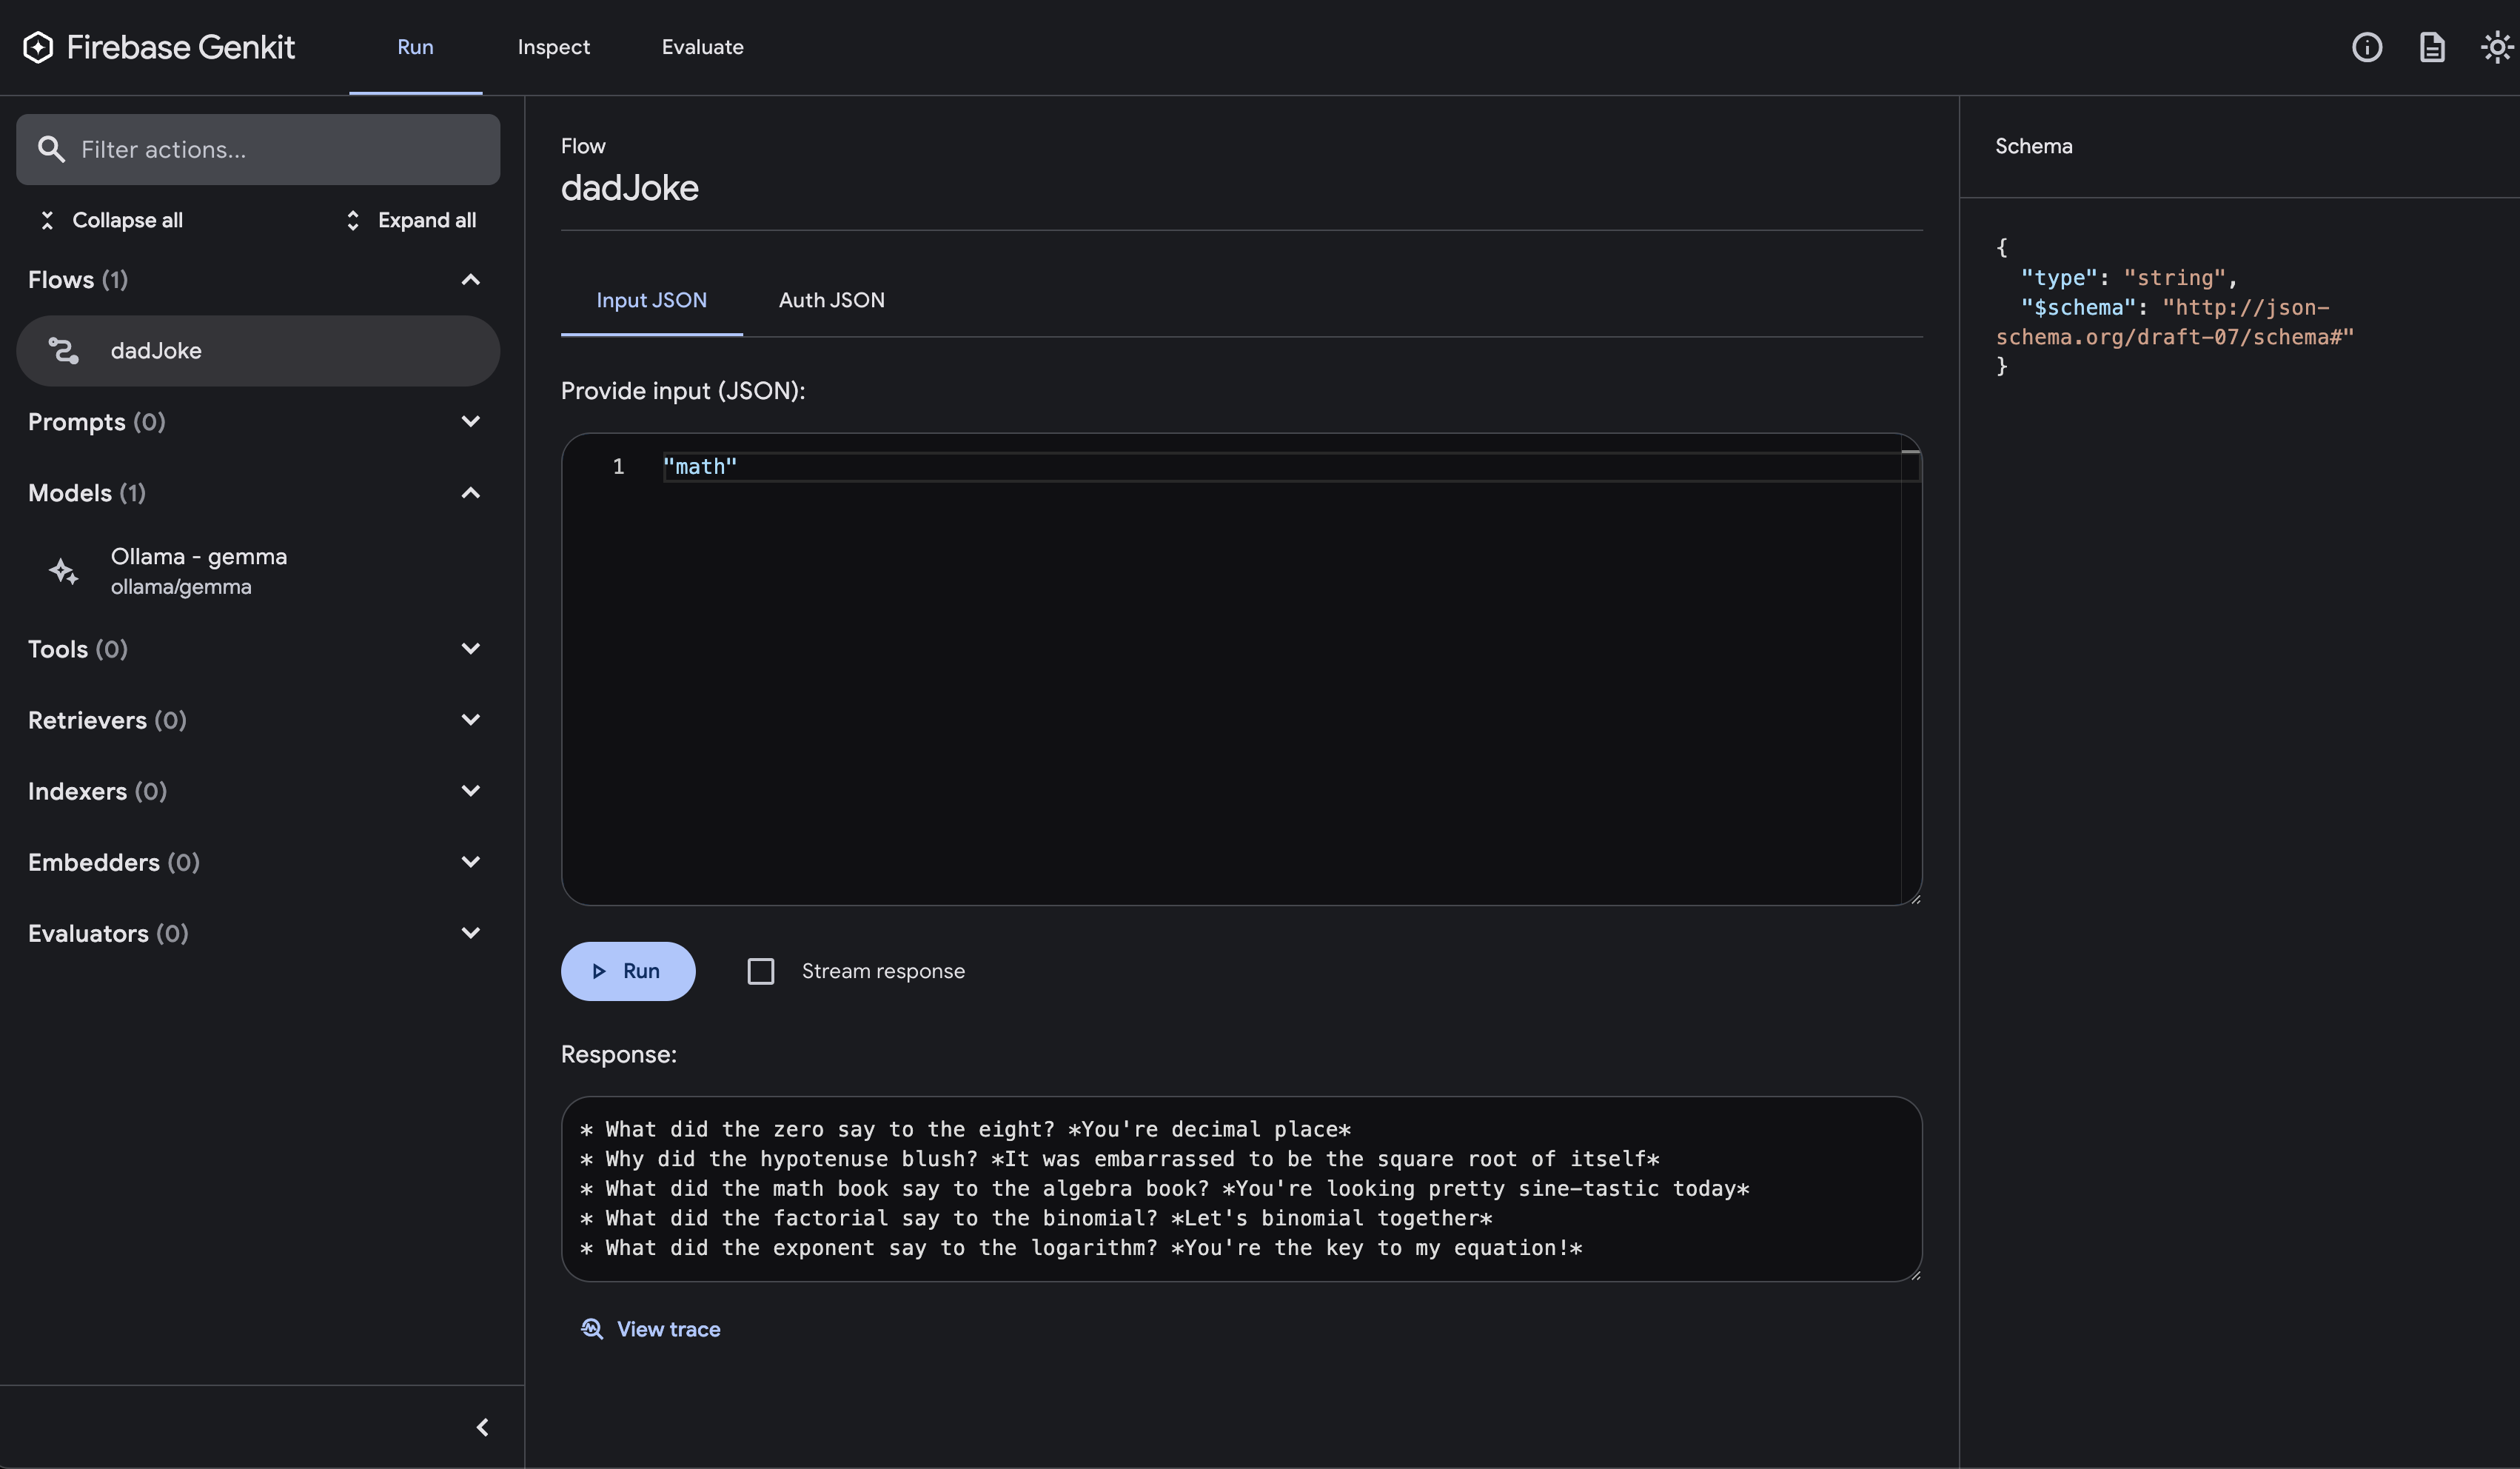 Firebase Genkit
Run
Inspect
Evaluate
Filter actions...
Collapse all
Expand all
Flows (1)
dadJoke
Prompts (0)
Models (1)
Ollama - gemma
ollama/gemma
Tools (0)
Retrievers (0)
Indexers (0)
Embedders (0)
Evaluators (0)
Flow
dadJoke
Input JSON
Auth JSON
Provide input (JSON):
1 "math"
Run
Stream response
Response:
* What did the zero say to the eight? *You're decimal place*
* Why did the hypotenuse blush? *It was embarrassed to be the square root of itself*
* What did the math book say to the algebra book? *You're looking pretty sine-tastic today*
* What did the factorial say to the binomial? *Let's binomial together*
* What did the exponent say to the logarithm? *You're the key to my equation!*
View trace
Schema
{
"type": "string",
"$schema": "http://json-
schema.org/draft-07/schema#"
}